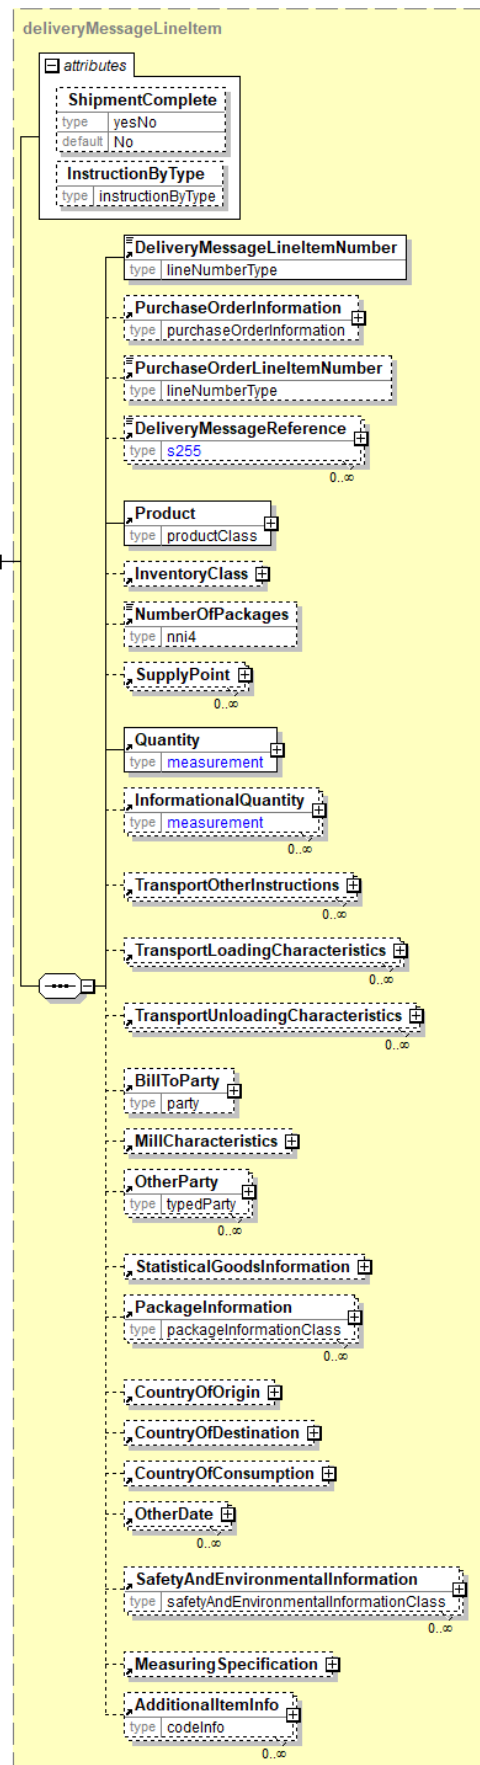 deliveryMessageLineItem
attributes
ShipmentComplete
type yesNo
default No
InstructionByType
type instructionByType
DeliveryMessageLineItemNumber
type lineNumberType
PurchaseOrderInformation
type purchaseOrderInformation
PurchaseOrderLineItemNumber
type lineNumberType
DeliveryMessageReference
type s255
0..∞
Product
type productClass
InventoryClass
NumberOfPackages
type nni4
SupplyPoint
0..∞
Quantity
type measurement
InformationalQuantity
type measurement
0..∞
TransportOtherInstructions
0..∞
TransportLoadingCharacteristics
0..∞
TransportUnloadingCharacteristics
0..∞
BillToParty
type party
MillCharacteristics
OtherParty
type typedParty
0..∞
StatisticalGoodsInformation
PackageInformation
type packageInformationClass
0..∞
CountryOfOrigin
CountryOfDestination
CountryOfConsumption
OtherDate
0..∞
SafetyAndEnvironmentalInformation
type safetyAndEnvironmentalInformationClass
0..∞
MeasuringSpecification
AdditionalItemInfo
type codeInfo
0..∞